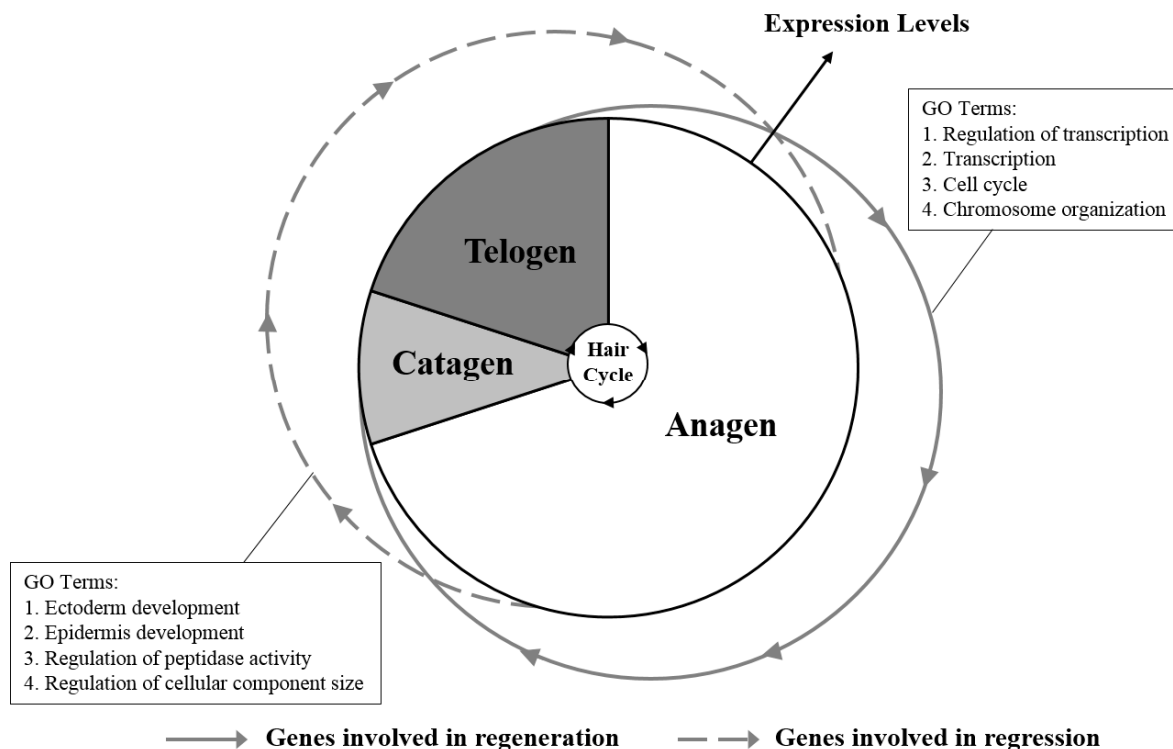 Expression Levels
GO Terms:
1. Regulation of transcription
2. Transcription
3. Cell cycle
4. Chromosome organization
Telogen
Hair
Cycle
Catagen
Anagen
GO Terms:
1. Ectoderm development
2. Epidermis development
3. Regulation of peptidase activity
4. Regulation of cellular component size
Genes involved in regeneration
Genes involved in regression